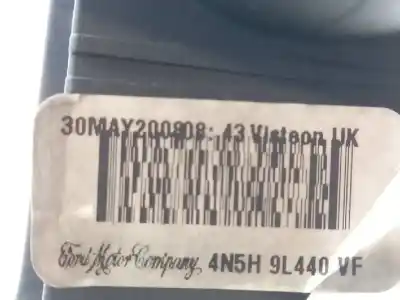 30MAY200808:43 Visteon UK
Ford Motor Company 4N5H 9L440 VF